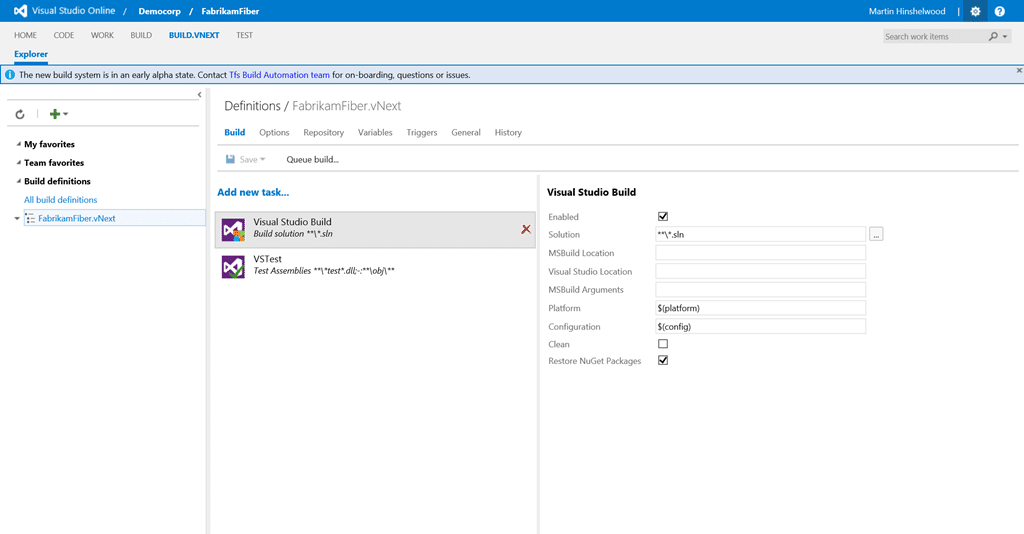 Visual Studio Online / Democorp / FabrikamFiber Martin Hinshelwood | ?
HOME CODE WORK BUILD BUILD.VNEXT TEST Search work items
Explorer
The new build system is in an early alpha state. Contact Tfs Build Automation team for on-boarding, questions or issues.
Definitions / FabrikamFiber.vNext
Build Options Repository Variables Triggers General History
Save Queue build...
My favorites
Team favorites
Build definitions
All build definitions
FabrikamFiber.vNext
Add new task...
Visual Studio Build
Build solution **\*.sln
VSTest
Test Assemblies **\*test*.dll;-:**\obj\**
Visual Studio Build
Enabled
Solution **\*.sln ...
MSBuild Location
Visual Studio Location
MSBuild Arguments
Platform $(platform)
Configuration $(config)
Clean
Restore NuGet Packages